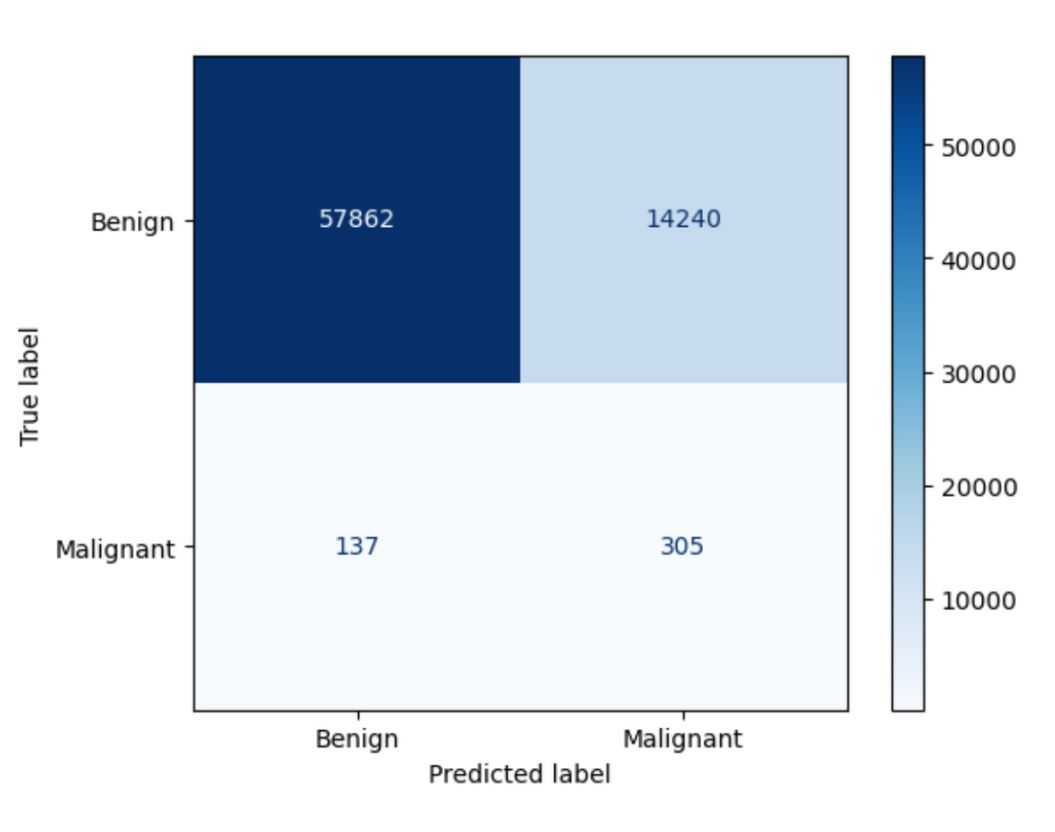 Benign
57862
14240
Malignant
137
305
Benign
Malignant
Predicted label
True label
50000
40000
30000
20000
10000